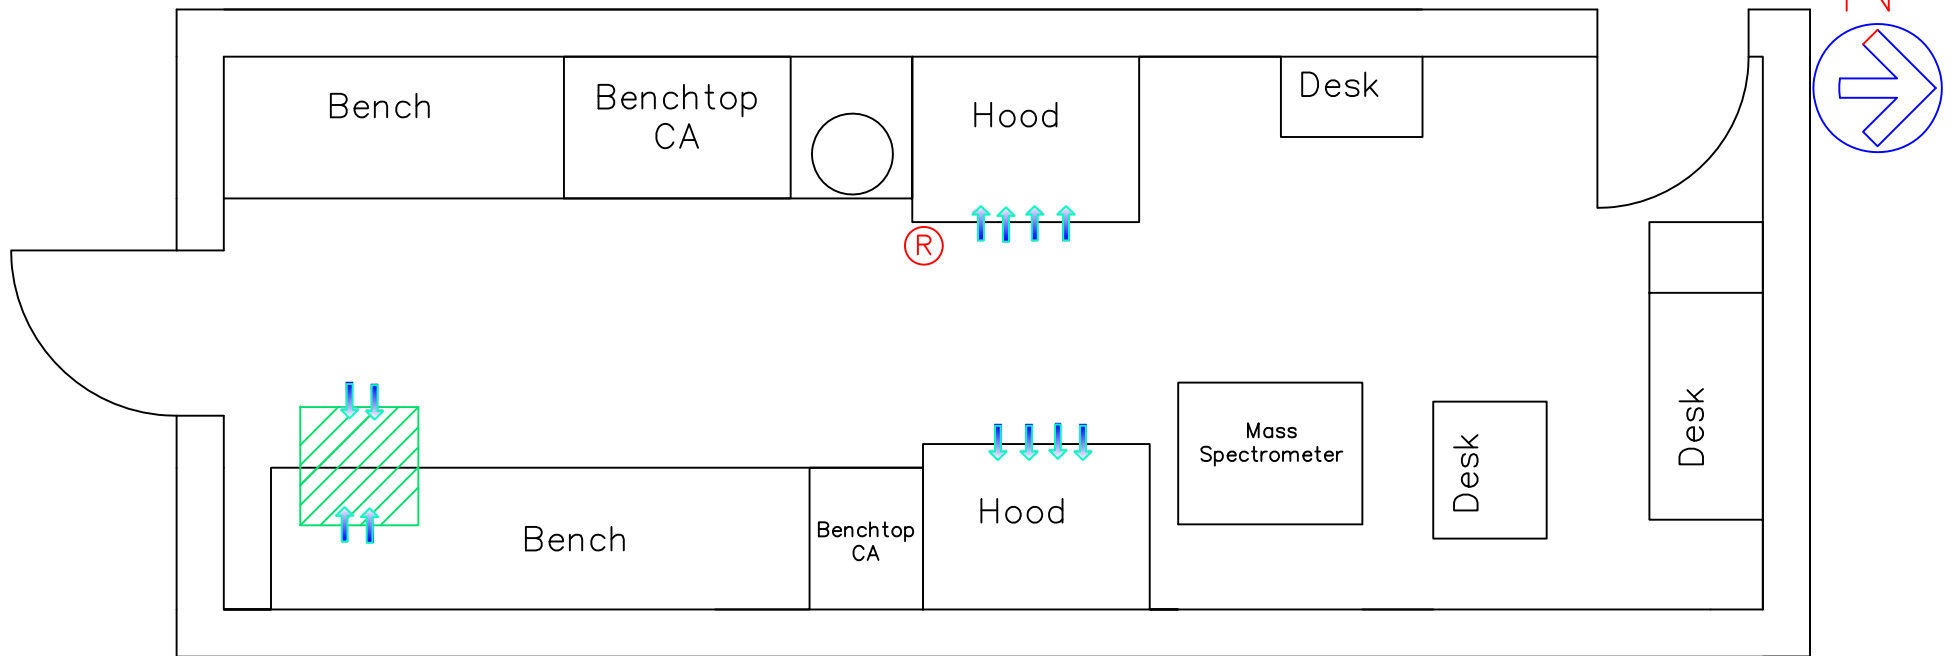 Bench
Benchtop
CA
Hood
Desk
R
Mass
Spectrometer
Desk
Desk
Bench
Benchtop
CA
Hood